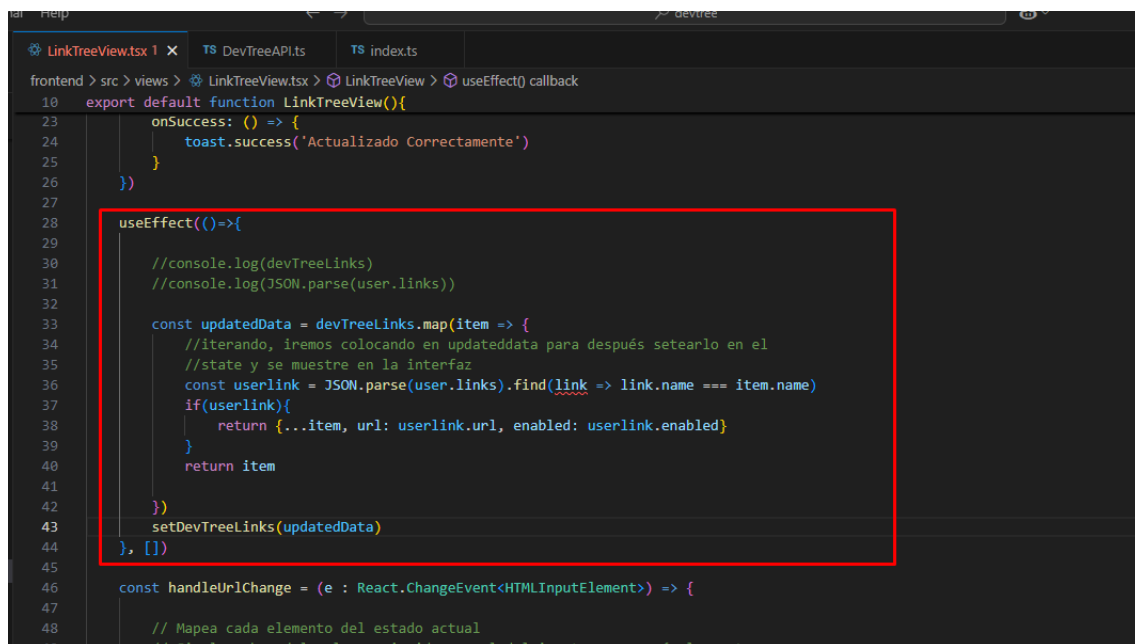 Help
devtree
LinkTreeView.tsx 1 TS DevTreeAPI.ts TS index.ts
frontend > src > views > LinkTreeView.tsx > LinkTreeView > useEffect() callback
10 export default function LinkTreeView(){
23 onSuccess: () => {
24 toast.success('Actualizado Correctamente')
25 }
26 })
27
28 useEffect(()=>{
29
30 //console.log(devTreeLinks)
31 //console.log(JSON.parse(user.links))
32
33 const updatedData = devTreeLinks.map(item => {
34 //iterando, iremos colocando en updateddata para después setearlo en el
35 //state y se muestre en la interfaz
36 const userlink = JSON.parse(user.links).find(link => link.name === item.name)
37 if(userlink){
38 return {...item, url: userlink.url, enabled: userlink.enabled}
39 }
40 return item
41
42 })
43 setDevTreeLinks(updatedData)
44 }, [])
45
46 const handleUrlChange = (e : React.ChangeEvent<HTMLInputElement>) => {
47
48 // Mapea cada elemento del estado actual